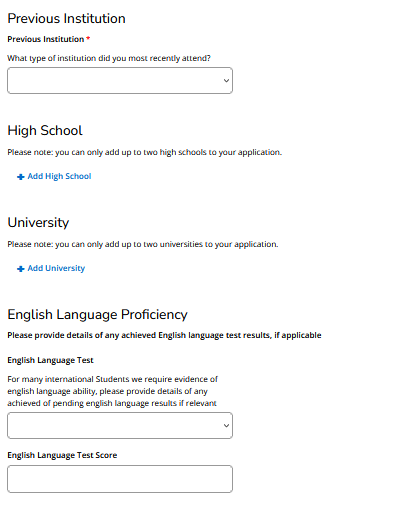 Previous Institution
Previous Institution *
What type of institution did you most recently attend?
High School
Please note: you can only add up to two high schools to your application.
+ Add High School
University
Please note: you can only add up to two universities to your application.
+ Add University
English Language Proficiency
Please provide details of any achieved English language test results, if applicable
English Language Test
For many international Students we require evidence of
english language ability, please provide details of any
achieved of pending english language results if relevant
English Language Test Score